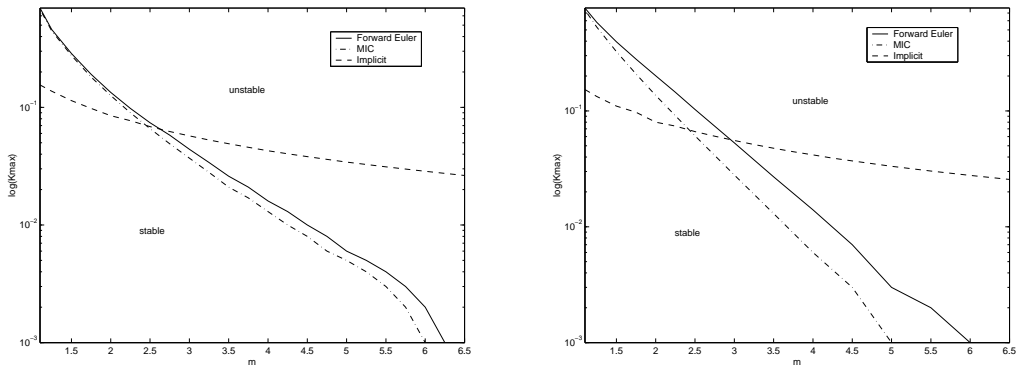 Forward Euler
MIC
Implicit
unstable
stable
log(Kmax)
10^-1
10^-2
10^-3
1.5 2 2.5 3 3.5 4 4.5 5 5.5 6 6.5
m
Forward Euler
MIC
Implicit
unstable
stable
log(Kmax)
10^-1
10^-2
10^-3
1.5 2 2.5 3 3.5 4 4.5 5 5.5 6 6.5
m